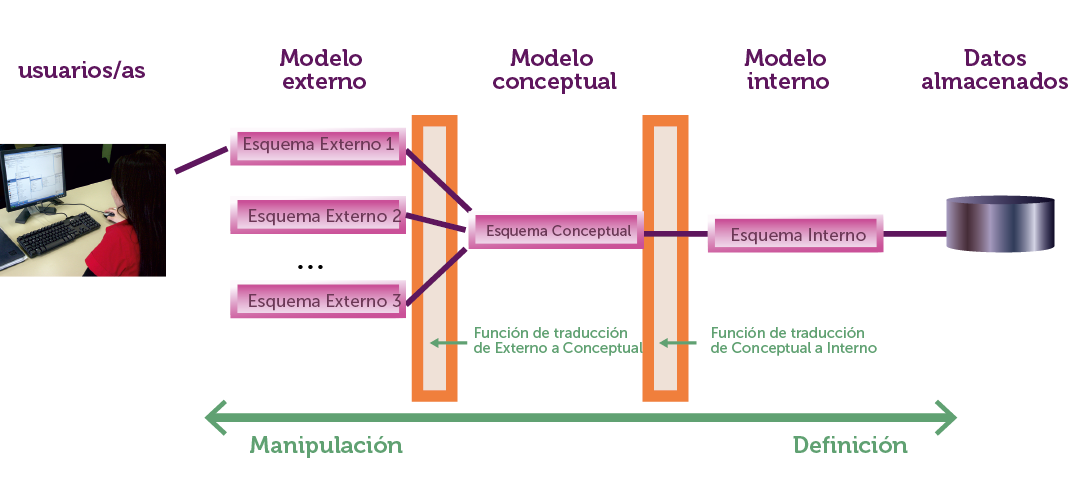 usuarios/as
Modelo
externo
Modelo
conceptual
Modelo
interno
Datos
almacenados
Esquema Externo 1
Esquema Externo 2
...
Esquema Externo 3
Esquema Conceptual
Esquema Interno
Función de traducción
de Externo a Conceptual
Función de traducción
de Conceptual a Interno
Manipulación
Definición